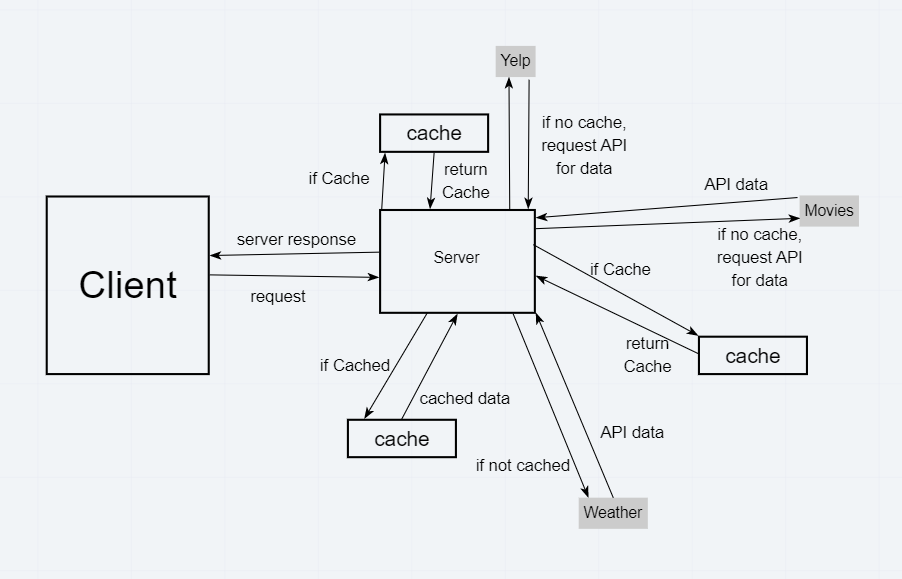 Yelp
if no cache,
request API
for data
cache
if Cache
return
Cache
API data
Movies
if no cache,
request API
for data
Client
server response
request
Server
if Cache
return
Cache
cache
if Cached
cached data
cache
API data
if not cached
Weather